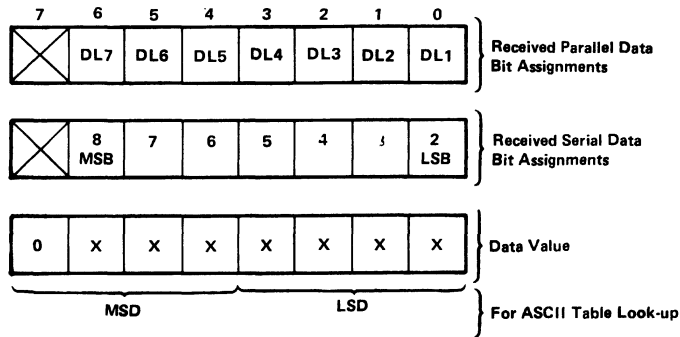 7 6 5 4 3 2 1 0
DL7 DL6 DL5 DL4 DL3 DL2 DL1
Received Parallel Data
Bit Assignments
8 7 6 5 4 3 2
MSB LSB
Received Serial Data
Bit Assignments
0 X X X X X X X
Data Value
MSD LSD
For ASCII Table Look-up